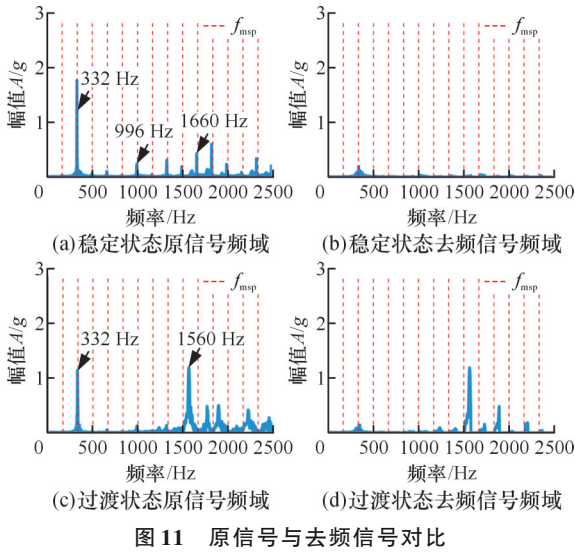 f_msp
f_msp
3
2
1
0
幅值A/g
332 Hz
996 Hz
1660 Hz
500 1000 1500 2000 2500
频率/Hz
(a)稳定状态原信号频域
3
2
1
0
幅值A/g
500 1000 1500 2000 2500
频率/Hz
(b)稳定状态去频信号频域
f_msp
f_msp
3
2
1
0
幅值A/g
332 Hz
1560 Hz
500 1000 1500 2000 2500
频率/Hz
(c)过渡状态原信号频域
3
2
1
0
幅值A/g
500 1000 1500 2000 2500
频率/Hz
(d)过渡状态去频信号频域
图11 原信号与去频信号对比